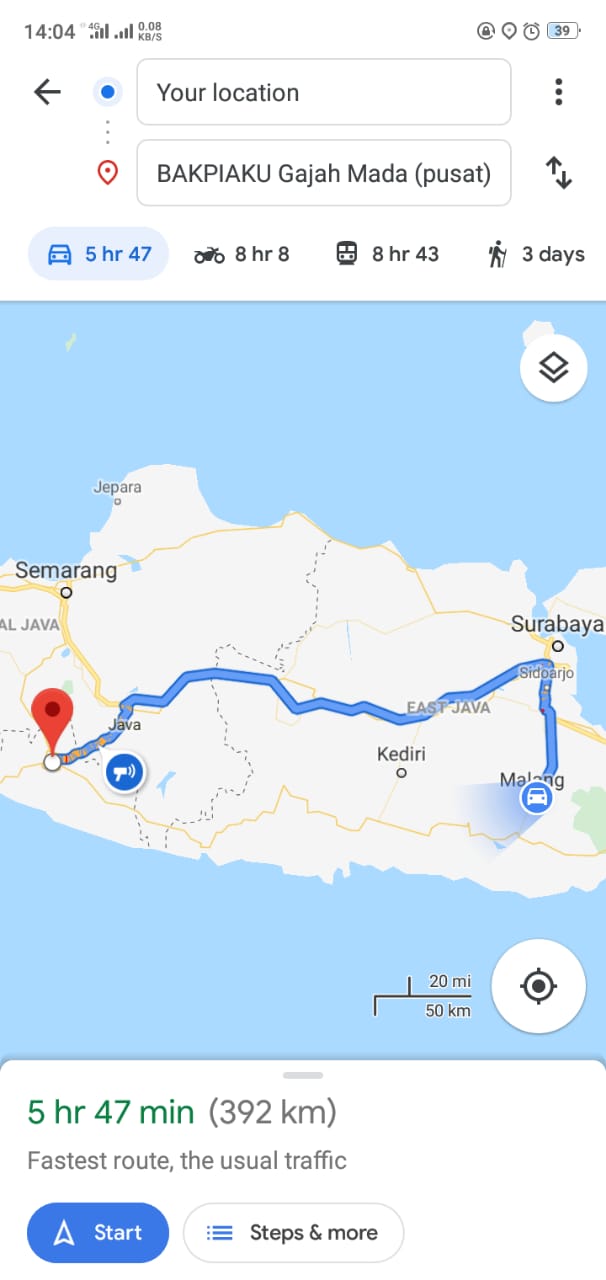 14:04 4G 0.08 KB/S 39
Your location
BAKPIAKU Gajah Mada (pusat)
5 hr 47 8 hr 8 8 hr 43 3 days
Jepara
Semarang
AL JAVA
Surabaya
Sidoarjo
EAST JAVA
Java
Kediri
Malang
20 mi
50 km
5 hr 47 min (392 km)
Fastest route, the usual traffic
Start Steps & more